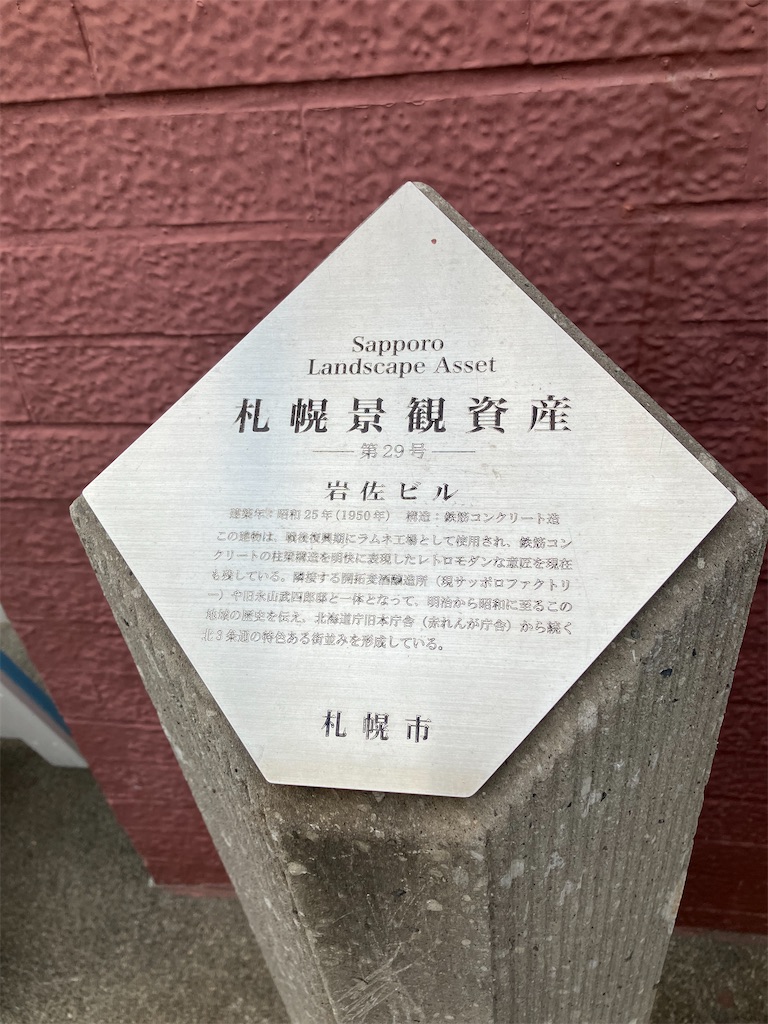 Sapporo
Landscape Asset
札幌景観資産
第29号
岩佐ビル
建築年：昭和25年(1950年)　構造：鉄筋コンクリート造
この建物は、戦後復興期にラムネ工場として使用され、鉄筋コン
クリートの柱梁構造を明快に表現したレトロモダンな意匠を現在
も残している。隣接する開拓麦酒醸造所（現サッポロファクトリ
ー）や旧永山武四郎邸と一体となって、明治から昭和に至るこの
地域の歴史を伝え、北海道庁旧本庁舎（赤れんが庁舎）から続く
北3条通の特色ある街並みを形成している。
札幌市